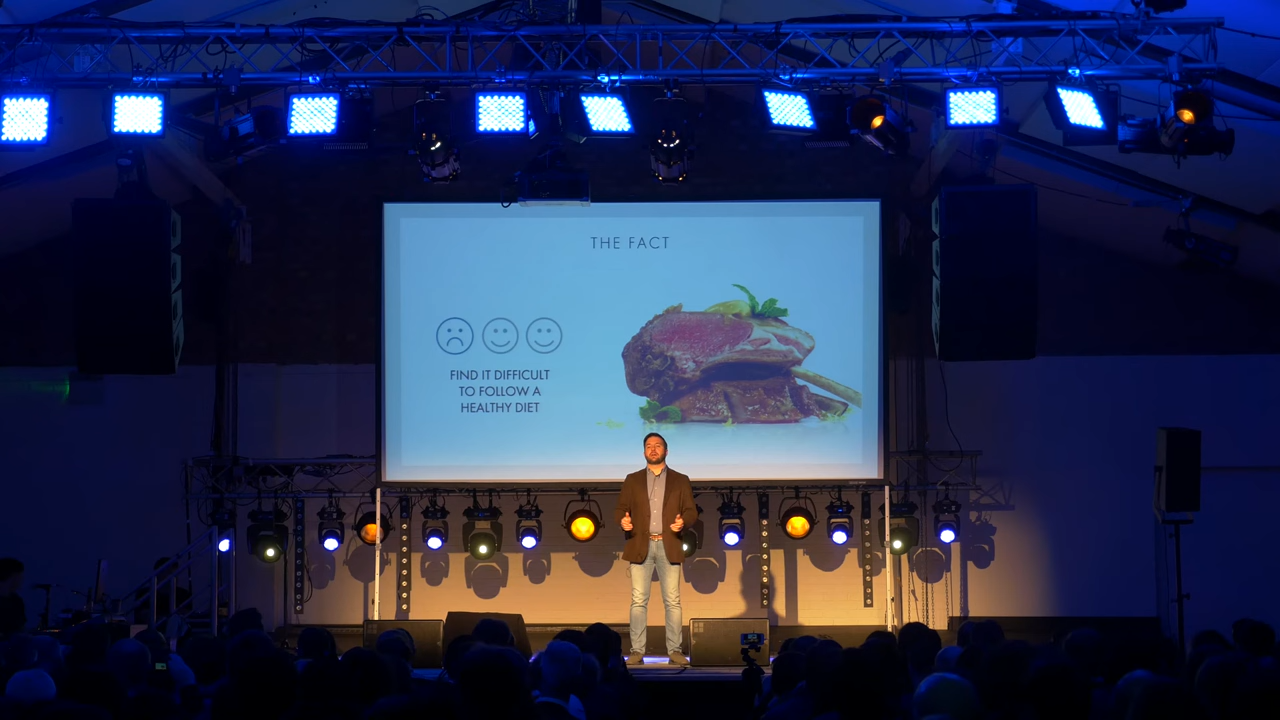 THE FACT
FIND IT DIFFICULT
TO FOLLOW A
HEALTHY DIET